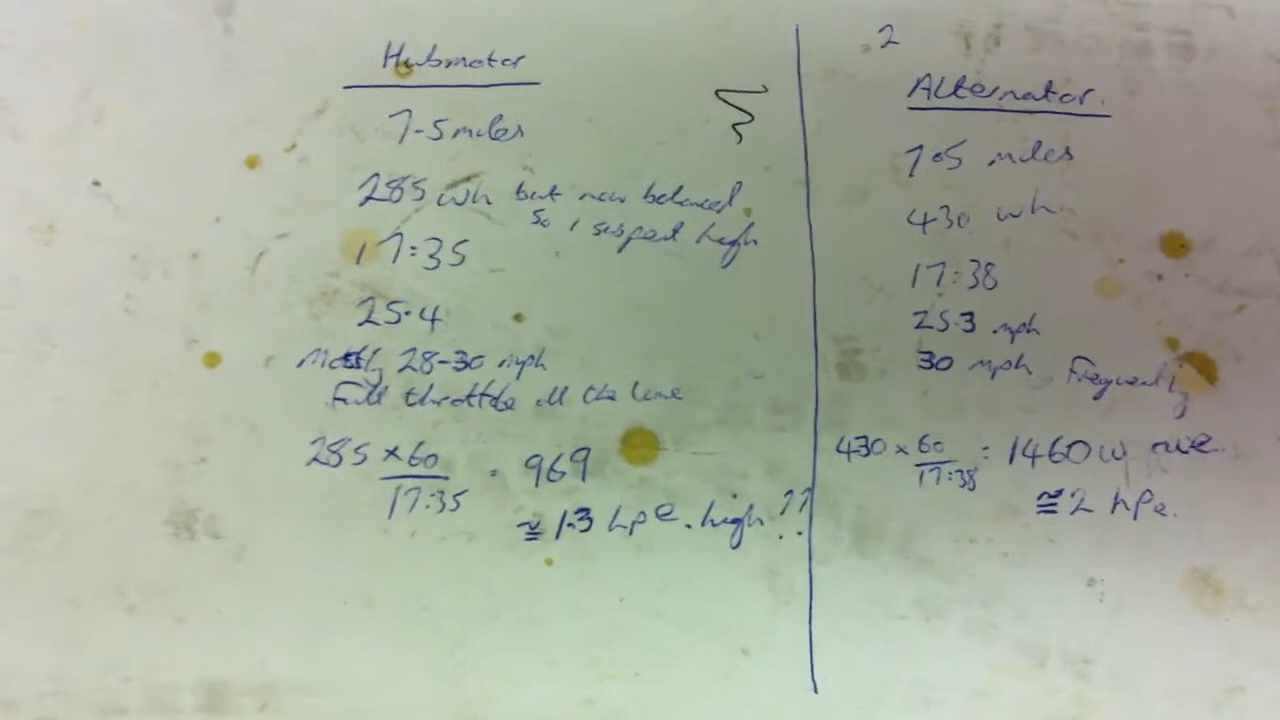 Hubmotor
7-5 miles
285 wh but now balanced
So I suspect high
17:35
25.4
Mostly 28-30 mph
Full throttle all the time
285 × 60
17:35
= 969
≅ 1.3 hpe. high ??
2
Alternator.
7.5 miles
430 wh
17:38
25.3 mph
30 mph Frequently
430 × 60 = 1460w ave.
17:38
≅ 2 hpe.